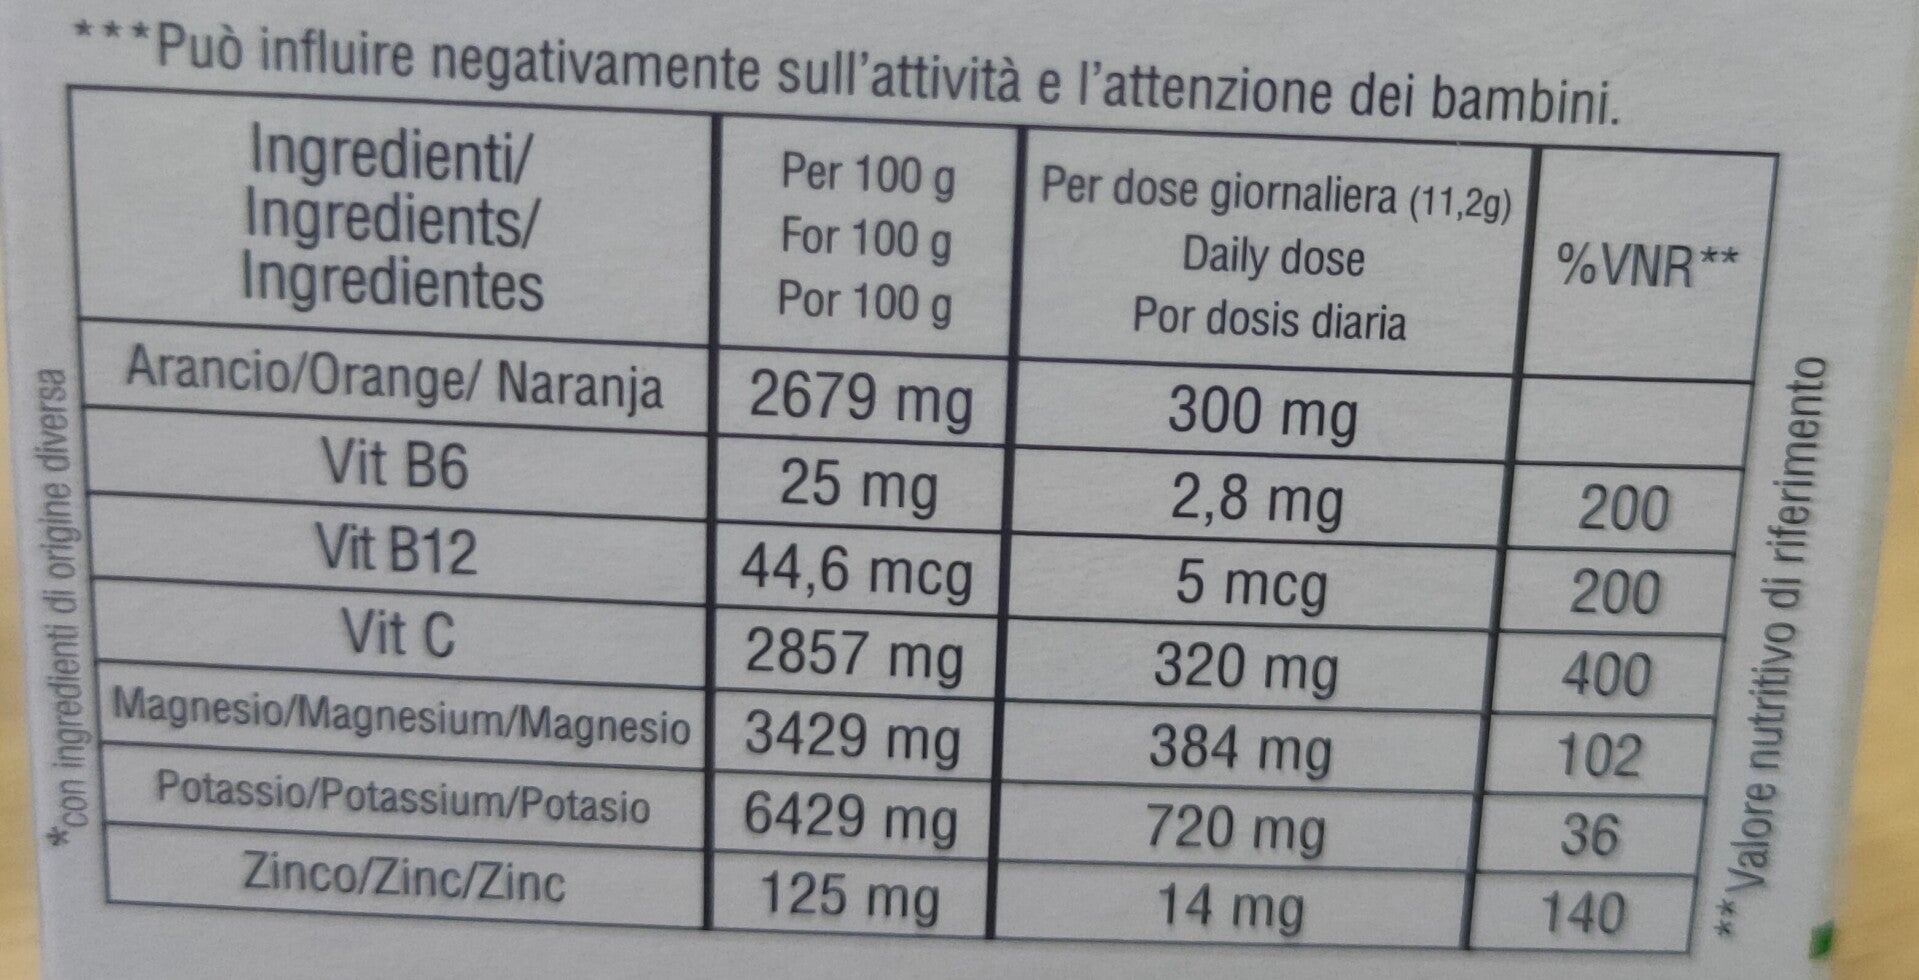 ***Può influire negativamente sull'attività e l'attenzione dei bambini.
Ingredienti/
Ingredients/
Ingredientes
Per 100 g
For 100 g
Por 100 g
Per dose giornaliera (11,2g)
Daily dose
Por dosis diaria
%VNR**
Arancio/Orange/ Naranja 2679 mg 300 mg
Vit B6 25 mg 2,8 mg 200
Vit B12 44,6 mcg 5 mcg 200
Vit C 2857 mg 320 mg 400
Magnesio/Magnesium/Magnesio 3429 mg 384 mg 102
Potassio/Potassium/Potasio 6429 mg 720 mg 36
Zinco/Zinc/Zinc 125 mg 14 mg 140
*con ingredienti di origine diversa
**Valore nutritivo di riferimento